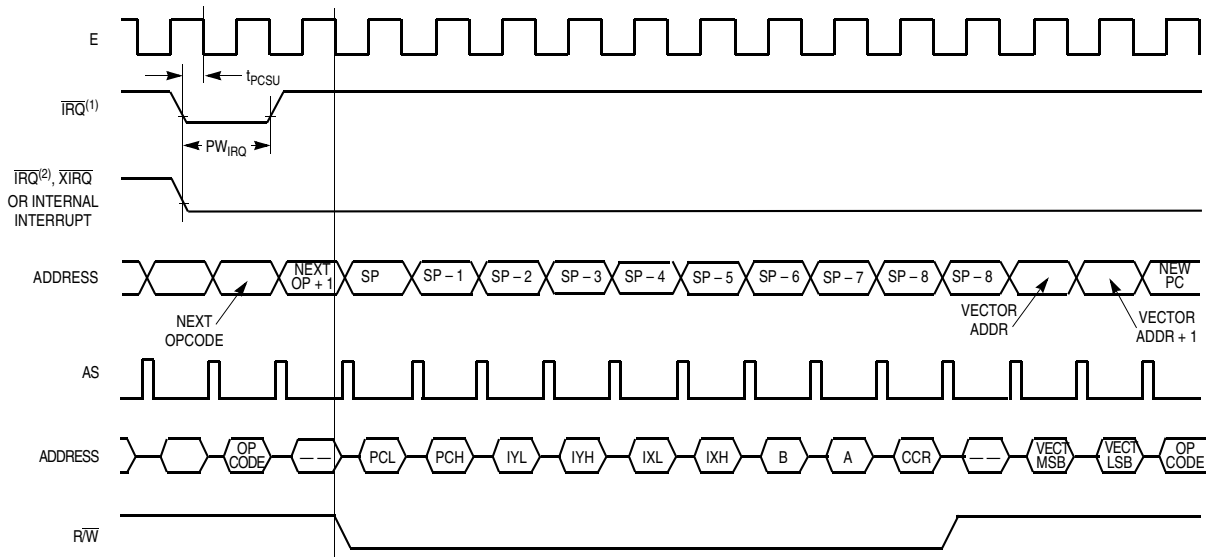 E
tPCSU
IRQ(1)
PWIRQ
IRQ(2), XIRQ
OR INTERNAL
INTERRUPT
ADDRESS
NEXT
OP + 1
SP
SP – 1
SP – 2
SP – 3
SP – 4
SP – 5
SP – 6
SP – 7
SP – 8
SP – 8
NEW
PC
NEXT
OPCODE
VECTOR
ADDR
VECTOR
ADDR + 1
AS
ADDRESS
OP
CODE
— —
PCL
PCH
IYL
IYH
IXL
IXH
B
A
CCR
— —
VECT
MSB
VECT
LSB
OP
CODE
R/W